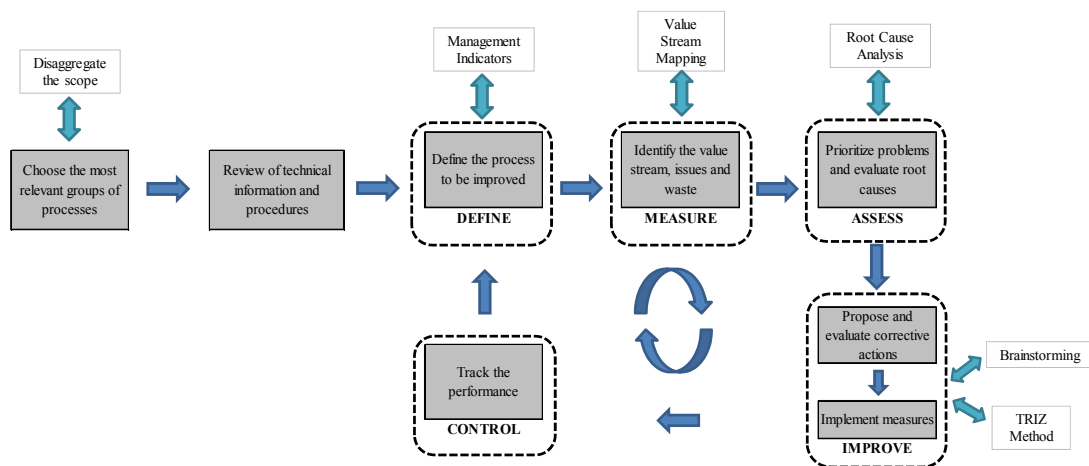 Disaggregate
the scope
Management
Indicators
Value
Stream
Mapping
Root Cause
Analysis
Choose the most
relevant groups of
processes
Review of technical
information and
procedures
Define the process
to be improved
DEFINE
Identify the value
stream, issues and
waste
MEASURE
Prioritize problems
and evaluate root
causes
ASSESS
Propose and
evaluate corrective
actions
Implement measures
IMPROVE
Brainstorming
TRIZ
Method
Track the
performance
CONTROL